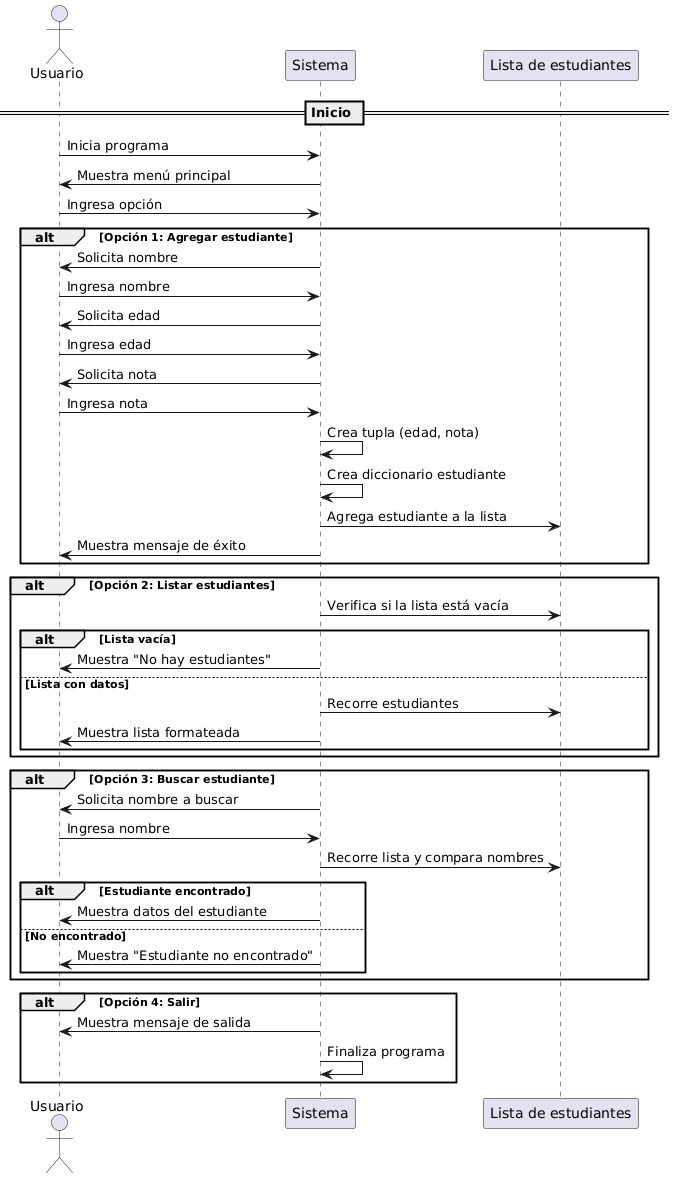 Usuario
Sistema
Lista de estudiantes
Inicio
Inicia programa
Muestra menú principal
Ingresa opción
alt [Opción 1: Agregar estudiante]
Solicita nombre
Ingresa nombre
Solicita edad
Ingresa edad
Solicita nota
Ingresa nota
Crea tupla (edad, nota)
Crea diccionario estudiante
Agrega estudiante a la lista
Muestra mensaje de éxito
alt [Opción 2: Listar estudiantes]
Verifica si la lista está vacía
alt [Lista vacía]
Muestra "No hay estudiantes"
[Lista con datos]
Recorre estudiantes
Muestra lista formateada
alt [Opción 3: Buscar estudiante]
Solicita nombre a buscar
Ingresa nombre
Recorre lista y compara nombres
alt [Estudiante encontrado]
Muestra datos del estudiante
[No encontrado]
Muestra "Estudiante no encontrado"
alt [Opción 4: Salir]
Muestra mensaje de salida
Finaliza programa
Usuario
Sistema
Lista de estudiantes